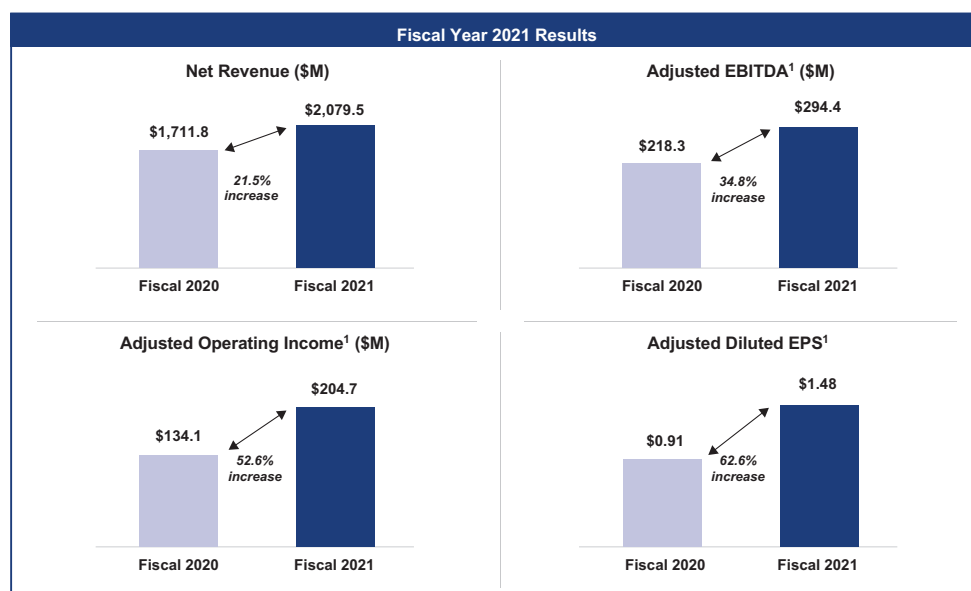 Fiscal Year 2021 Results
Net Revenue ($M)
$1,711.8
$2,079.5
21.5%
increase
Fiscal 2020
Fiscal 2021
Adjusted EBITDA¹ ($M)
$218.3
$294.4
34.8%
increase
Fiscal 2020
Fiscal 2021
Adjusted Operating Income¹ ($M)
$134.1
$204.7
52.6%
increase
Fiscal 2020
Fiscal 2021
Adjusted Diluted EPS¹
$0.91
$1.48
62.6%
increase
Fiscal 2020
Fiscal 2021